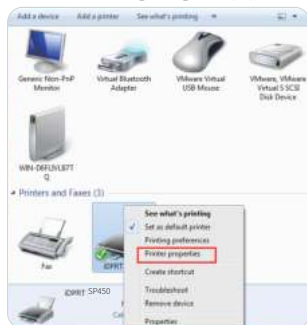 Add a device Add a printer See what's printing
Generic Non-PnP Monitor
Virtual Bluetooth Adapter
VMware Virtual USB Mouse
VMware, VMware Virtual S SCSI Disk Device
Printers and Faxes (3)
Fax
iDPRT
See what's printing
Set as default printer
Printing preferences
Printer properties
Create shortcut
Troubleshoot
Remove device
Properties
iDPRT SP450